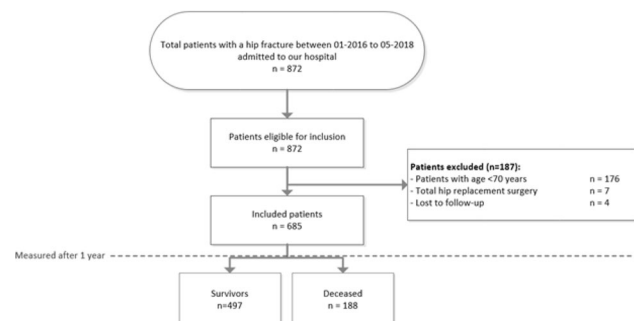 Total patients with a hip fracture between 01-2016 to 05-2018
admitted to our hospital
n = 872
Patients eligible for inclusion
n = 872
Patients excluded (n=187):
- Patients with age <70 years n = 176
- Total hip replacement surgery n = 7
- Lost to follow-up n = 4
Included patients
n = 685
Measured after 1 year
Survivors
n=497
Deceased
n = 188